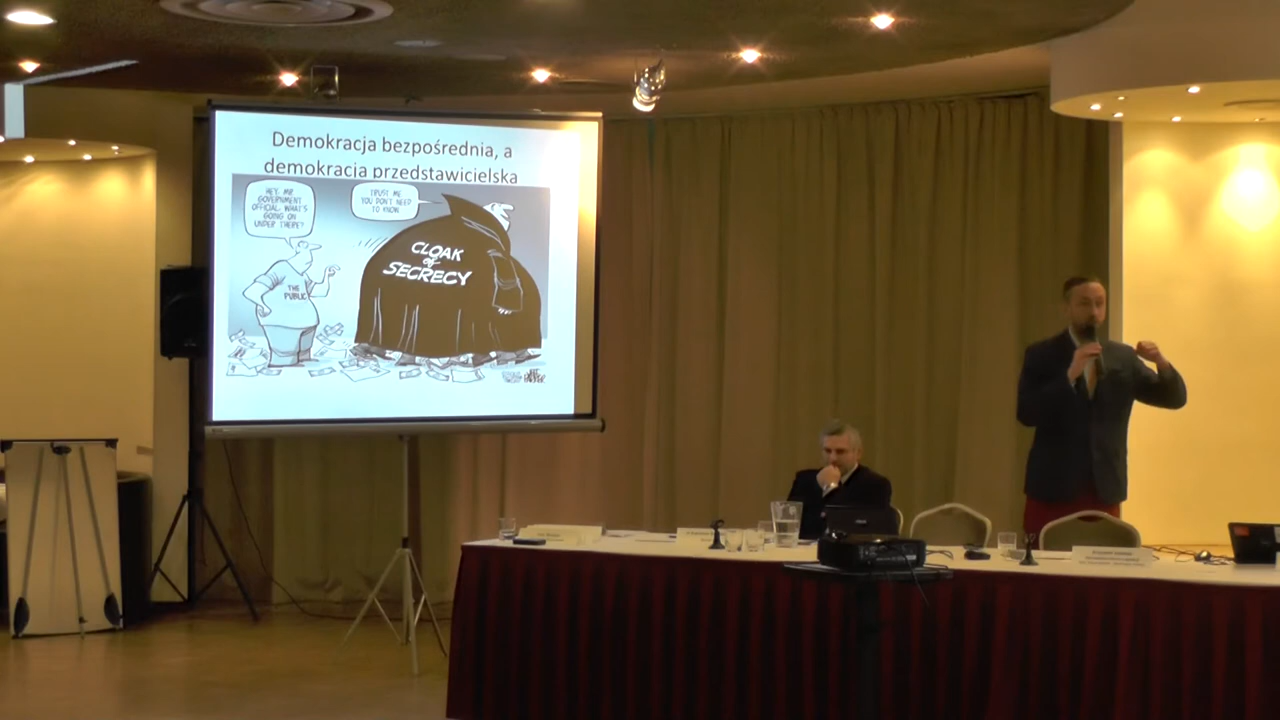 Demokracja bezpośrednia, a
demokracja przedstawicielska
HEY, MR.
GOVERNMENT
OFFICIAL. WHAT'S
GOING ON
UNDER THERE?
TRUST ME
YOU DON'T NEED
TO KNOW
CLOAK
of
SECRECY
THE
PUBLIC